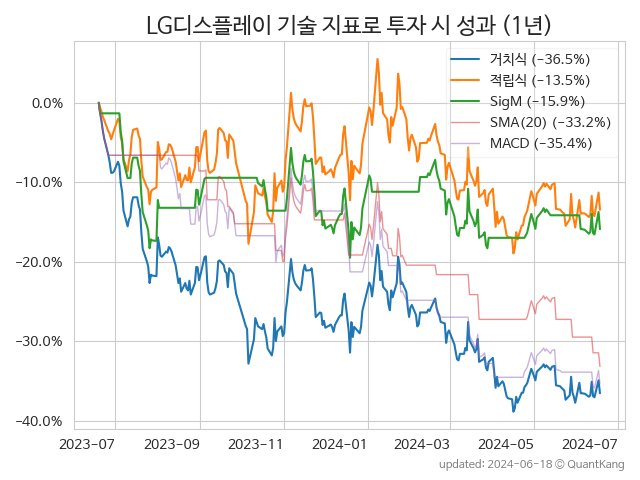 LG디스플레이 기술 지표로 투자 시 성과 (1년)
거치식 (−36.5%)
적립식 (−13.5%)
SigM (−15.9%)
SMA(20) (−33.2%)
MACD (−35.4%)
0.0%
−10.0%
−20.0%
−30.0%
−40.0%
2023-07 2023-09 2023-11 2024-01 2024-03 2024-05 2024-07
updated: 2024-06-18 © QuantKang